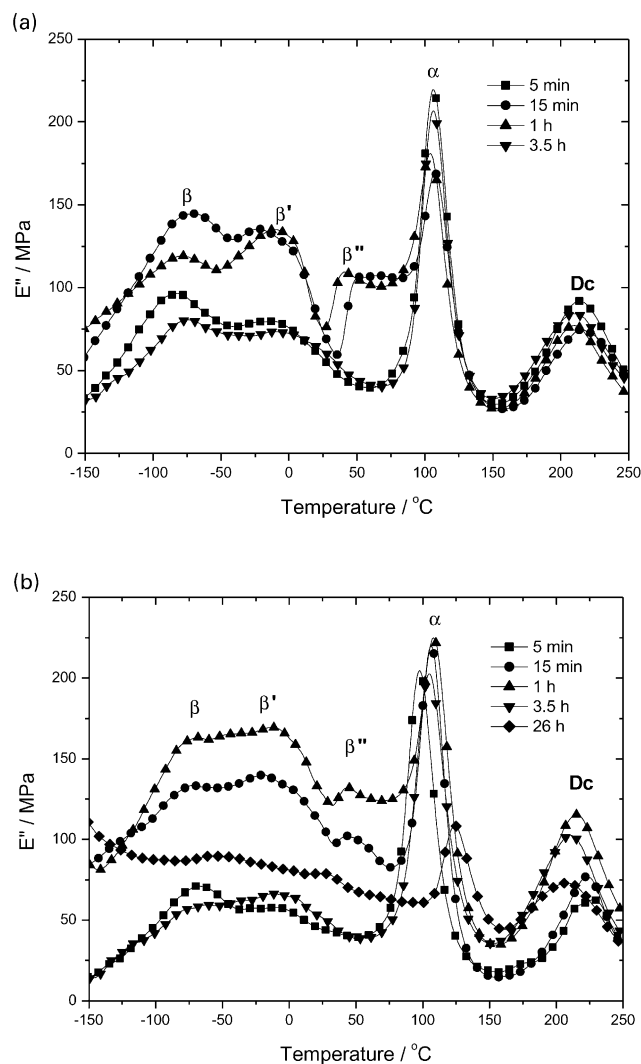 (a)
250
200
150
100
50
0
E" / MPa
β
β'
β"
α
Dc
5 min
15 min
1 h
3.5 h
-150 -100 -50 0 50 100 150 200 250
Temperature / °C
(b)
250
200
150
100
50
0
E" / MPa
β
β'
β"
α
Dc
5 min
15 min
1 h
3.5 h
26 h
-150 -100 -50 0 50 100 150 200 250
Temperature / °C